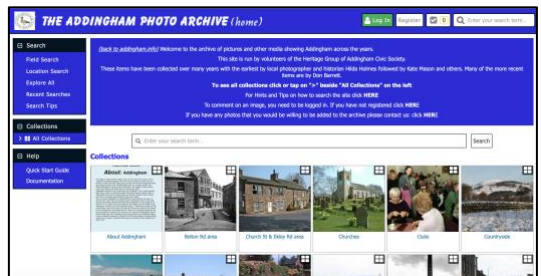 THE ADDINGHAM PHOTO ARCHIVE (home)
Log In
Register
0
Enter your search term...
Search
Field Search
Location Search
Explore All
Recent Searches
Search Tips
Collections
All Collections
Help
Quick Start Guide
Documentation
(back to addingham.info) Welcome to the archive of pictures and other media showing Addingham across the years.
This site is run by volunteers of the Heritage Group of Addingham Civic Society.
These items have been collected over many years with the earliest by local photographer and historian Hilda Holmes followed by Kate Mason and others. Many of the more recent
items are by Don Barrett.
To see all collections click or tap on ">" beside "All Collections" on the left
For Hints and Tips on how to search the site click HERE
To comment on an image, you need to be logged in. If you have not registered click HERE
If you have any photos that you would be willing to be added to the archive please contact us: click HERE!
Enter your search term...
Search
Collections
About: Addingham
About Addingham
Bolton Rd area
Church St & Ilkley Rd area
Churches
Clubs
Countryside